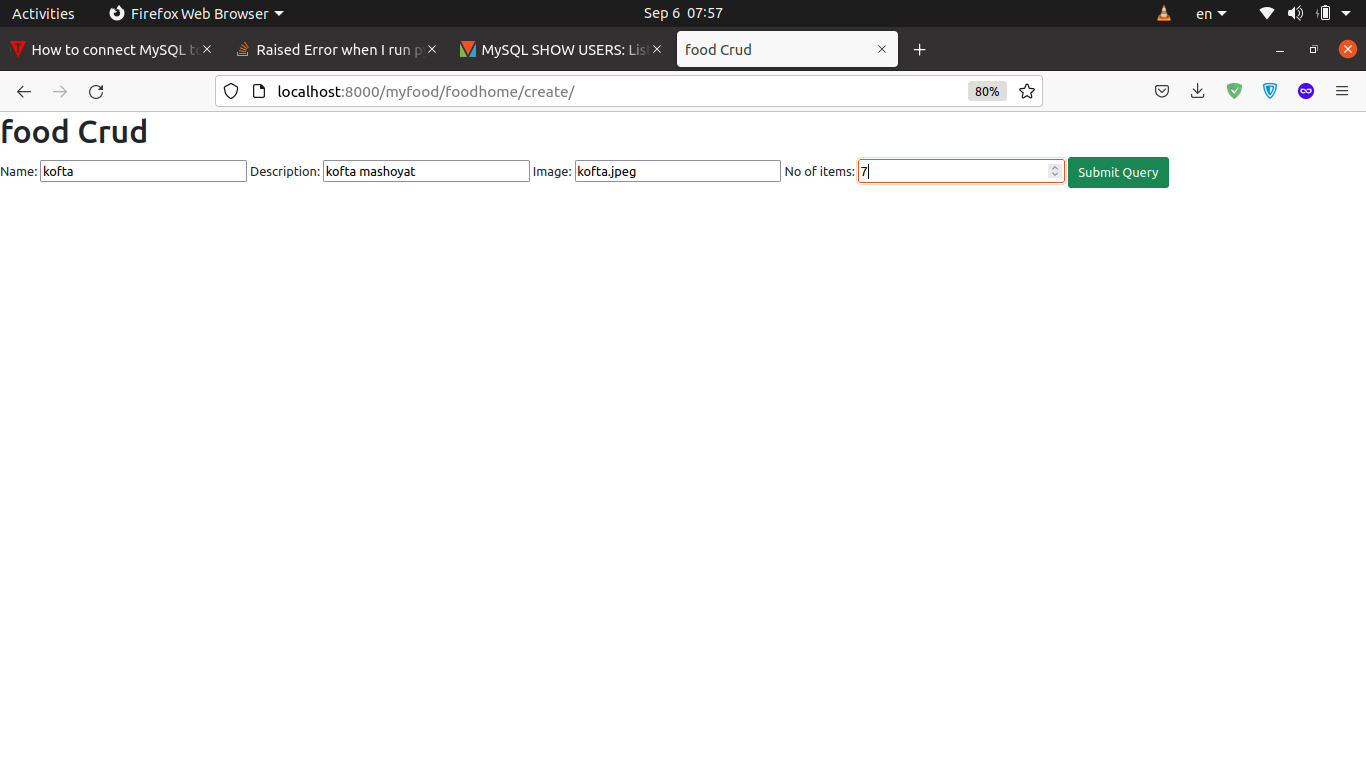 Activities Firefox Web Browser Sep 6 07:57 en
How to connect MySQL to Raised Error when I run p MySQL SHOW USERS: Lis food Crud
localhost:8000/myfood/foodhome/create/ 80%
food Crud
Name: kofta Description: kofta mashoyat Image: kofta.jpeg No of items: 7 Submit Query